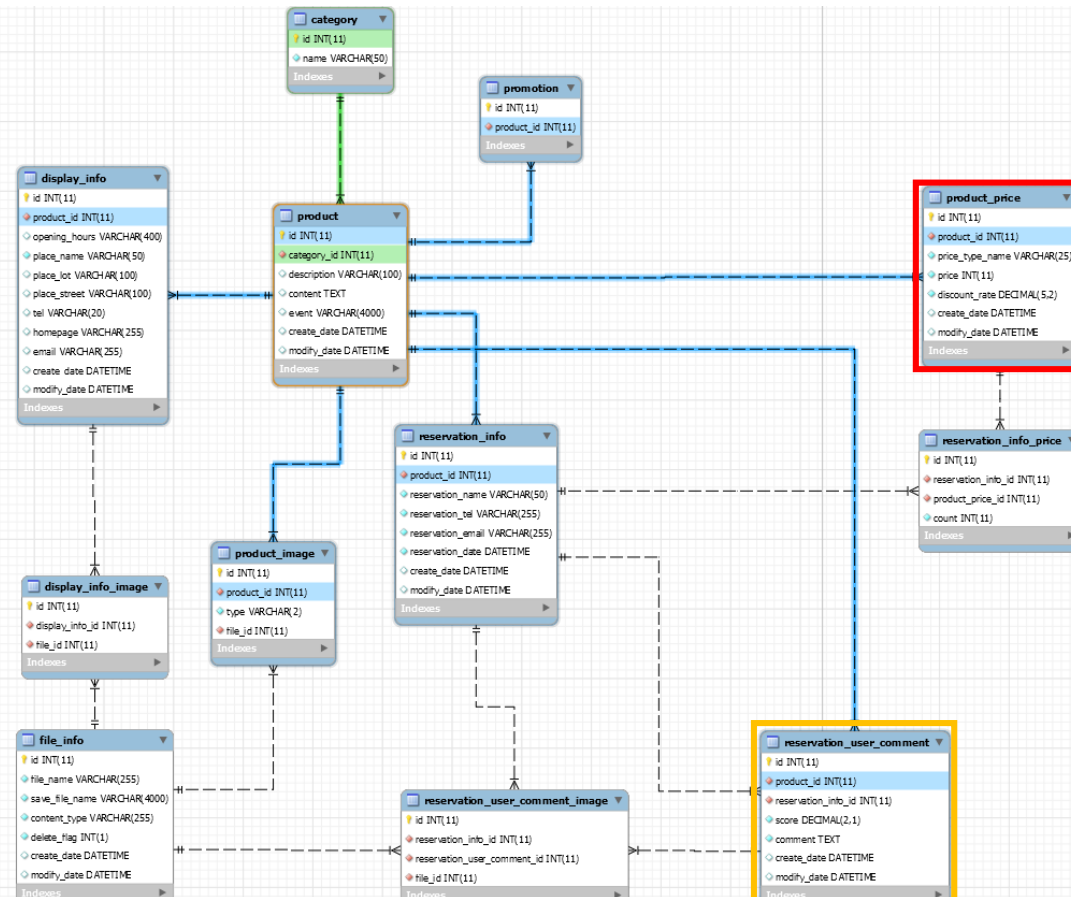 category
id INT(11)
name VARCHAR(50)
Indexes
promotion
id INT(11)
product_id INT(11)
Indexes
display_info
id INT(11)
product_id INT(11)
opening_hours VARCHAR(400)
place_name VARCHAR(50)
place_lot VARCHAR(100)
place_street VARCHAR(100)
tel VARCHAR(20)
homepage VARCHAR(255)
email VARCHAR(255)
create_date DATETIME
modify_date DATETIME
Indexes
product
id INT(11)
category_id INT(11)
description VARCHAR(100)
content TEXT
event VARCHAR(4000)
create_date DATETIME
modify_date DATETIME
Indexes
product_price
id INT(11)
product_id INT(11)
price_type_name VARCHAR(25)
price INT(11)
discount_rate DECIMAL(5,2)
create_date DATETIME
modify_date DATETIME
Indexes
reservation_info
id INT(11)
product_id INT(11)
reservation_name VARCHAR(50)
reservation_tel VARCHAR(255)
reservation_email VARCHAR(255)
reservation_date DATETIME
create_date DATETIME
modify_date DATETIME
Indexes
reservation_info_price
id INT(11)
reservation_info_id INT(11)
product_price_id INT(11)
count INT(11)
Indexes
product_image
id INT(11)
product_id INT(11)
type VARCHAR(2)
file_id INT(11)
Indexes
display_info_image
id INT(11)
display_info_id INT(11)
file_id INT(11)
Indexes
file_info
id INT(11)
file_name VARCHAR(255)
save_file_name VARCHAR(4000)
content_type VARCHAR(255)
delete_flag INT(1)
create_date DATETIME
modify_date DATETIME
Indexes
reservation_user_comment_image
id INT(11)
reservation_info_id INT(11)
reservation_user_comment_id INT(11)
file_id INT(11)
Indexes
reservation_user_comment
id INT(11)
product_id INT(11)
reservation_info_id INT(11)
score DECIMAL(2,1)
comment TEXT
create_date DATETIME
modify_date DATETIME
Indexes